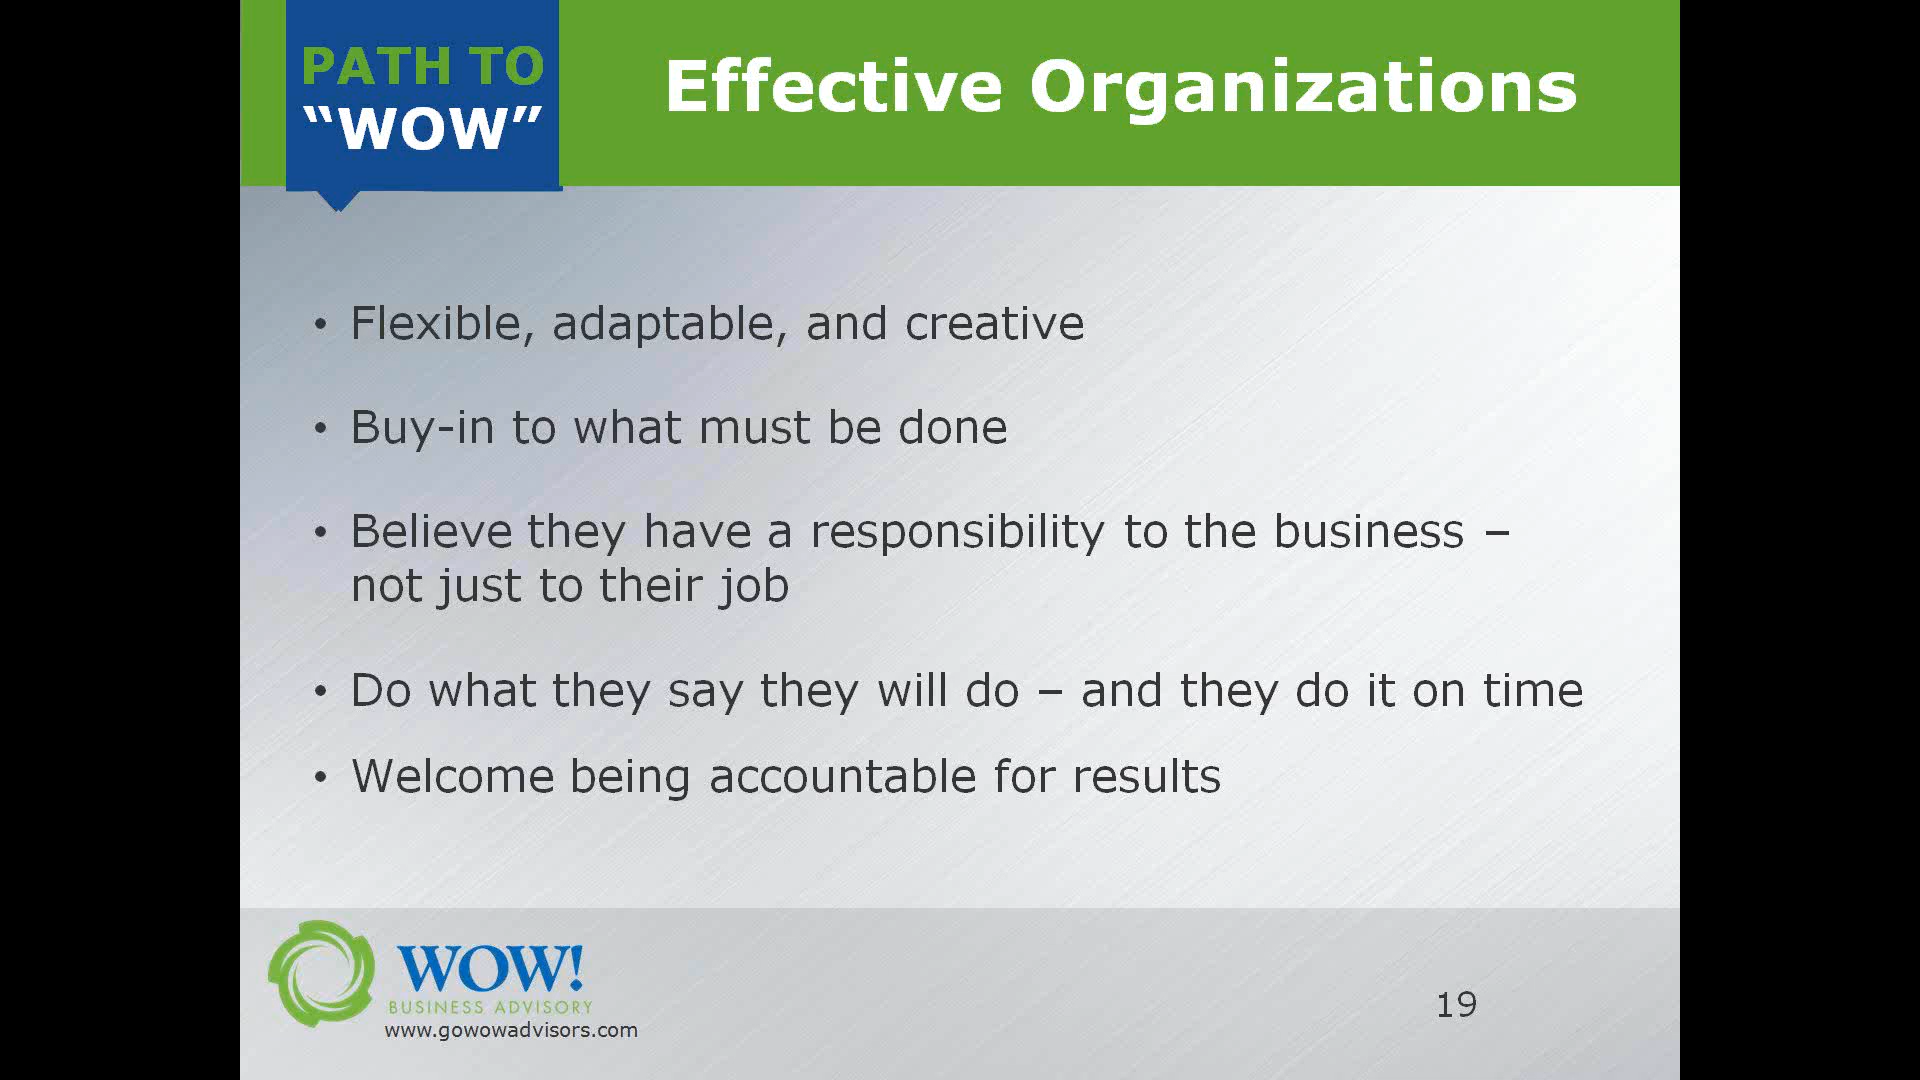 PATH TO
“WOW”
Effective Organizations
• Flexible, adaptable, and creative
• Buy-in to what must be done
• Believe they have a responsibility to the business –
not just to their job
• Do what they say they will do – and they do it on time
• Welcome being accountable for results
WOW!
BUSINESS ADVISORY
www.gowowadvisors.com
19